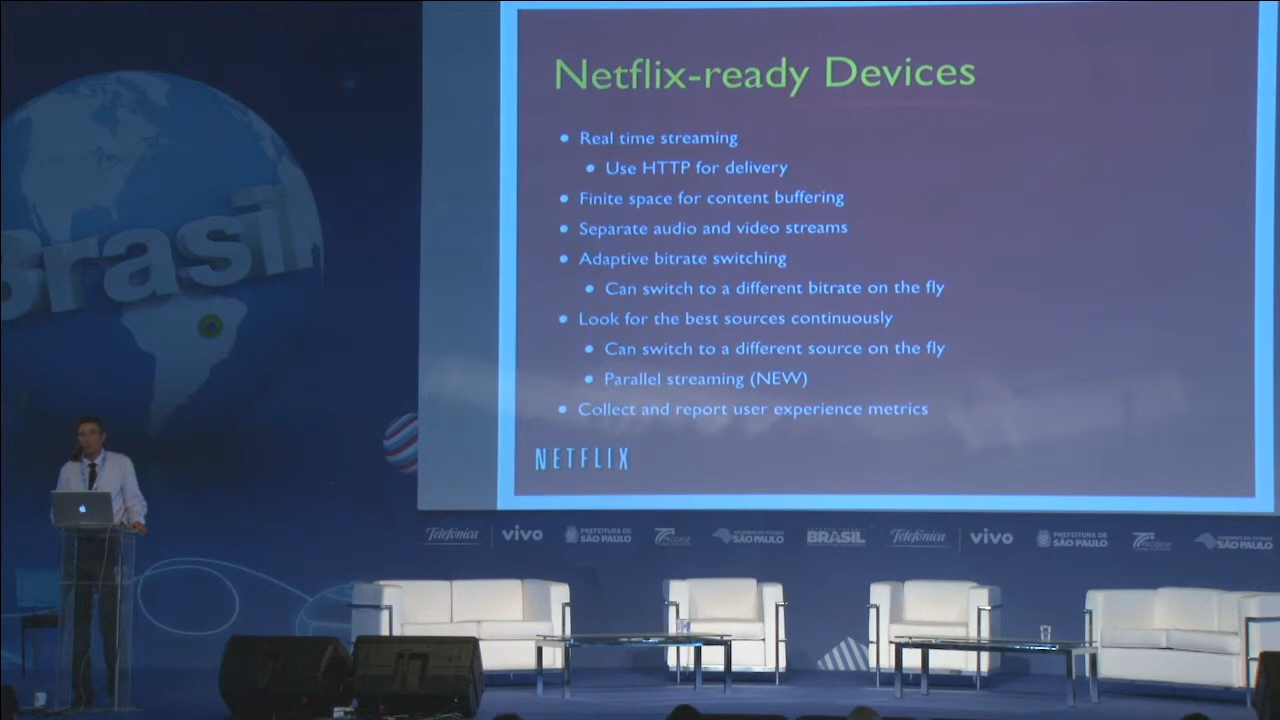 Netflix-ready Devices
Real time streaming
Use HTTP for delivery
Finite space for content buffering
Separate audio and video streams
Adaptive bitrate switching
Can switch to a different bitrate on the fly
Look for the best sources continuously
Can switch to a different source on the fly
Parallel streaming (NEW)
Collect and report user experience metrics
NETFLIX
Brasil
Telefónica vivo PREFEITURA DE SÃO PAULO SÃO PAULO BRASIL Telefónica vivo PREFEITURA DE SÃO PAULO SÃO PAULO